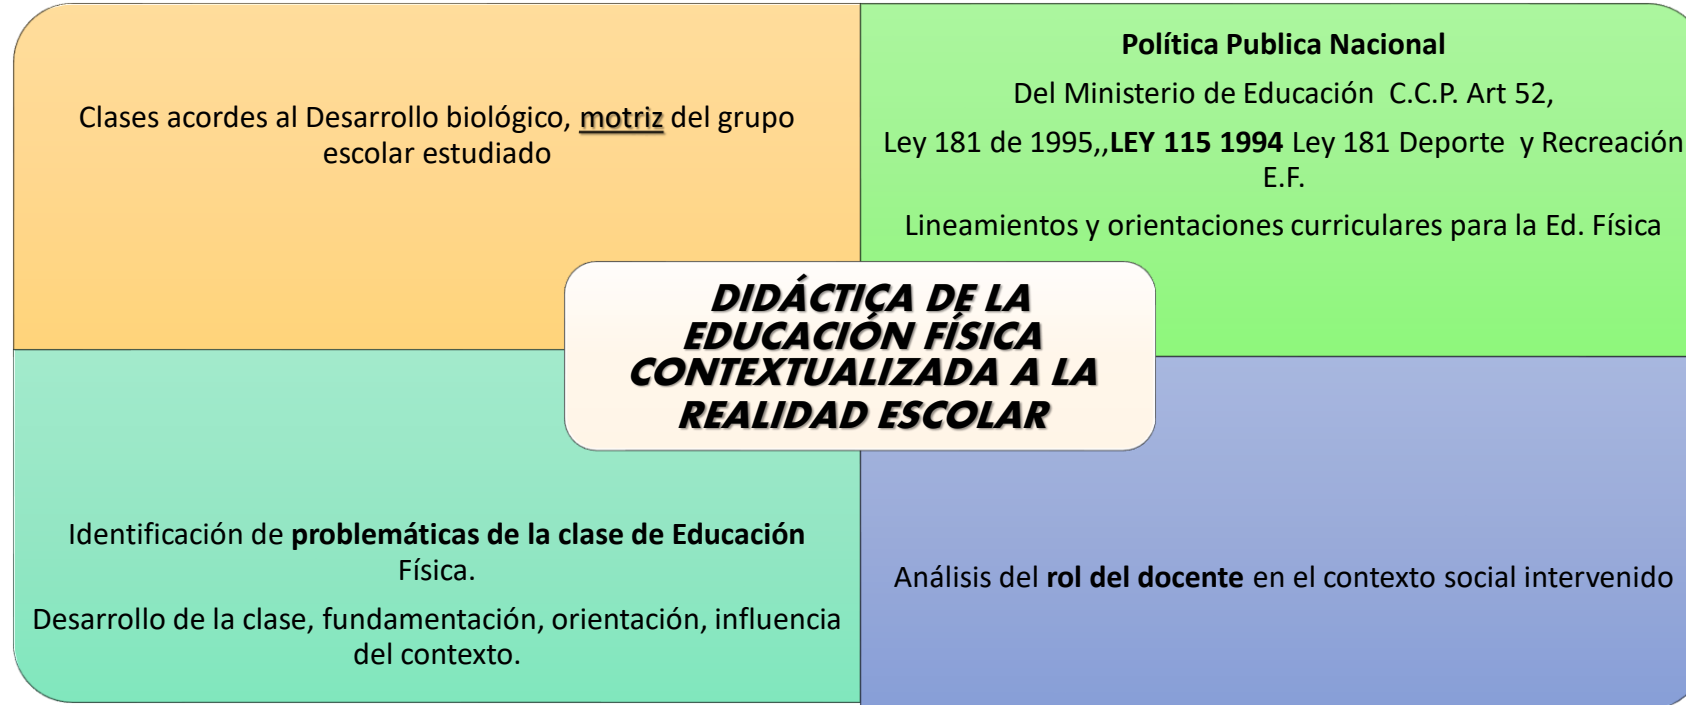 Clases acordes al Desarrollo biológico, motriz del grupo
escolar estudiado
Política Publica Nacional
Del Ministerio de Educación C.C.P. Art 52,
Ley 181 de 1995,,LEY 115 1994 Ley 181 Deporte y Recreación
E.F.
Lineamientos y orientaciones curriculares para la Ed. Física
DIDÁCTICA DE LA
EDUCACIÓN FÍSICA
CONTEXTUALIZADA A LA
REALIDAD ESCOLAR
Identificación de problemáticas de la clase de Educación
Física.
Desarrollo de la clase, fundamentación, orientación, influencia
del contexto.
Análisis del rol del docente en el contexto social intervenido